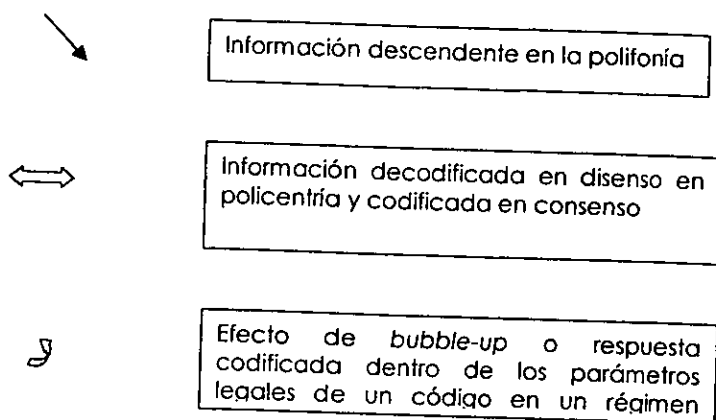 Información descendente en la polifonía
Información decodificada en disenso en
policentría y codificada en consenso
Efecto de bubble-up o respuesta
codificada dentro de los parámetros
legales de un código en un régimen